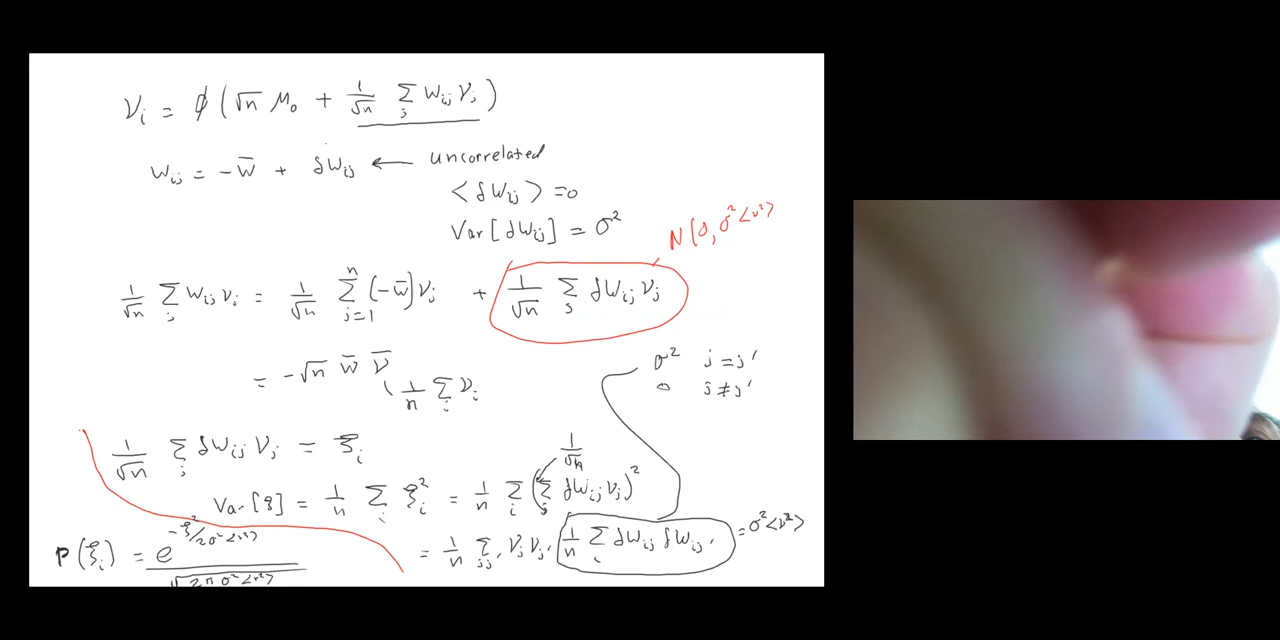 νᵢ = ϕ(√n μ₀ + 1/√n Σⱼ Wᵢⱼ νⱼ)
Wᵢⱼ = -w̄ + δWᵢⱼ ← uncorrelated
<δWᵢⱼ> = 0
Var[δWᵢⱼ] = σ²
N(0, σ²<ν²>)
1/√n Σⱼ Wᵢⱼ νⱼ = 1/√n Σⱼ₌₁ⁿ (-w̄)νⱼ + 1/√n Σⱼ δWᵢⱼ νⱼ
= -√n w̄ ν̄
( 1/n Σᵢ νᵢ
σ² j = j'
0 j ≠ j'
1/√n Σⱼ δWᵢⱼ νⱼ = ξᵢ
1/√n
Var[ξ] = 1/n Σᵢ ξᵢ² = 1/n Σᵢ (Σⱼ δWᵢⱼ νⱼ)²
= 1/n Σⱼⱼ' νⱼ νⱼ' 1/n Σᵢ δWᵢⱼ δWᵢⱼ' = σ²<ν²>
P(ξᵢ) = e^(-ξ²/2σ²<ν²>) / √(2π σ²<ν²>)